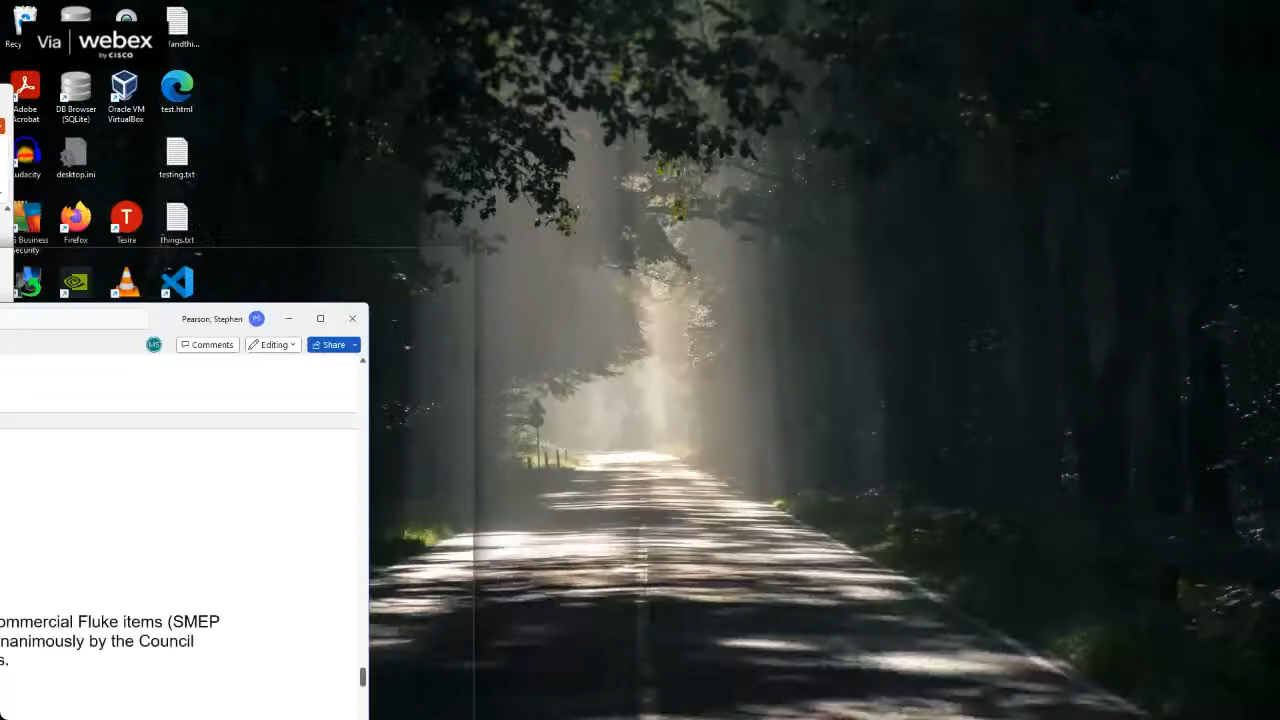 Recy
andthi...
Via webex
by CISCO
Adobe Acrobat
DB Browser (SQLite)
Oracle VM VirtualBox
test.html
udacity
desktop.ini
testing.txt
Business
ecurity
Firefox
T
Tesira
things.txt
Pearson, Stephen
PS
MS
Comments
Editing
Share
ommercial Fluke items (SMEP
nanimously by the Council
s.